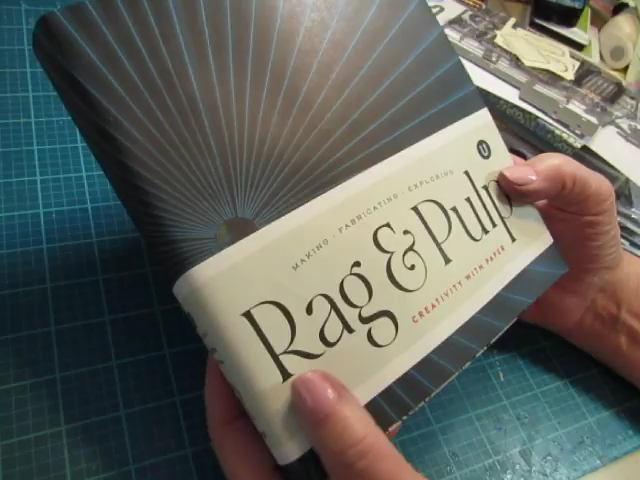 MAKING · FABRICATING · EXPLORING
Rag & Pulp
CREATIVITY WITH PAPER